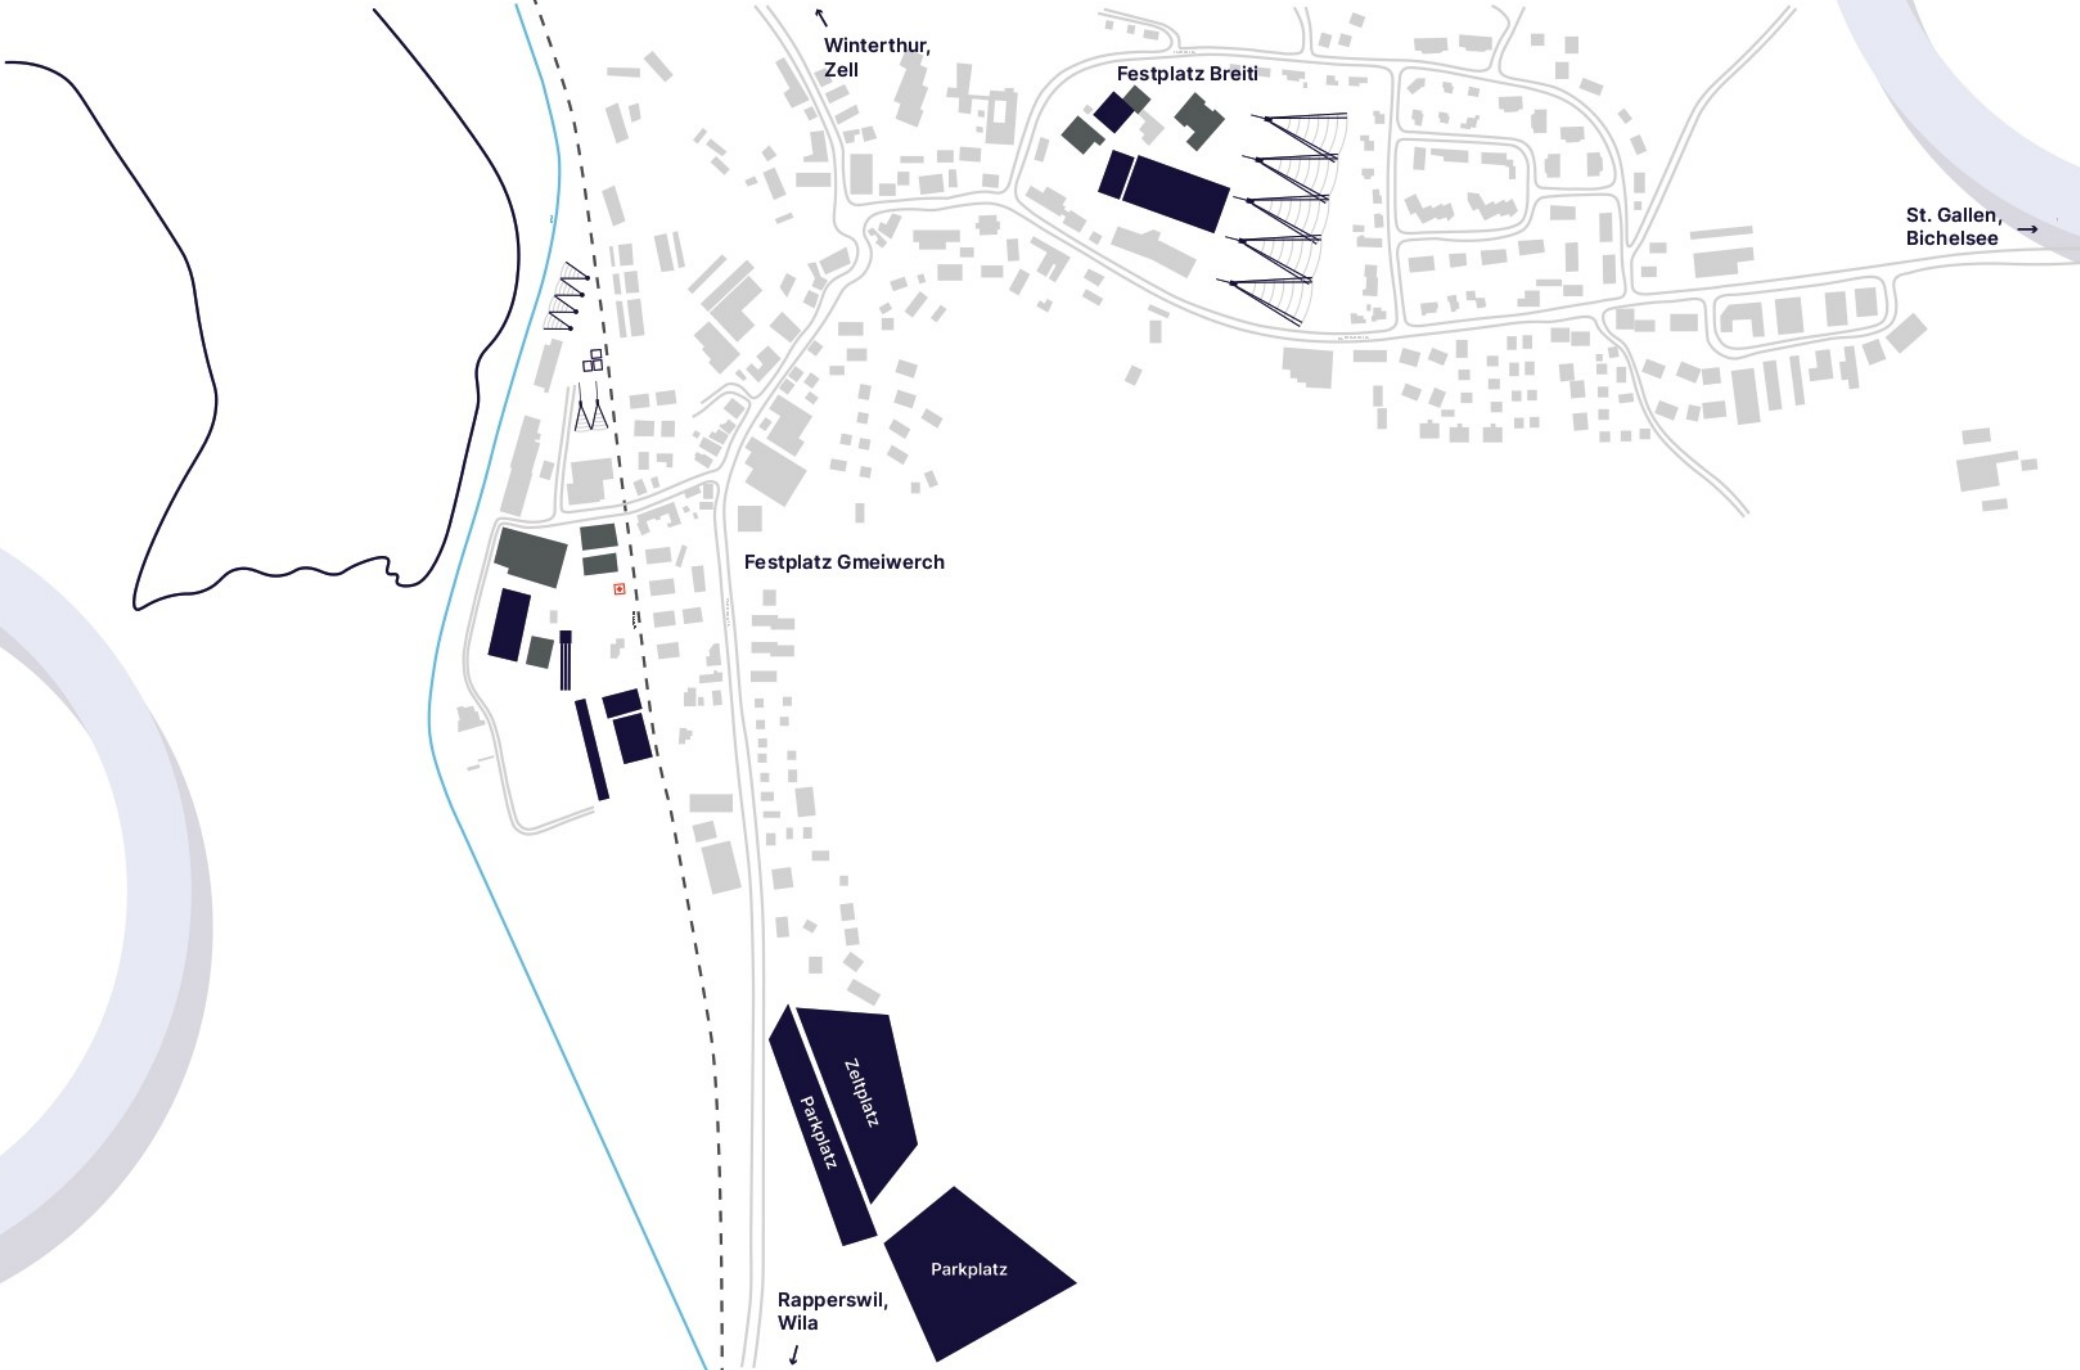 Winterthur,
Zell
Festplatz Breiti
St. Gallen,
Bichelsee
Festplatz Gmeiwerch
Zeltplatz
Parkplatz
Parkplatz
Rapperswil,
Wila